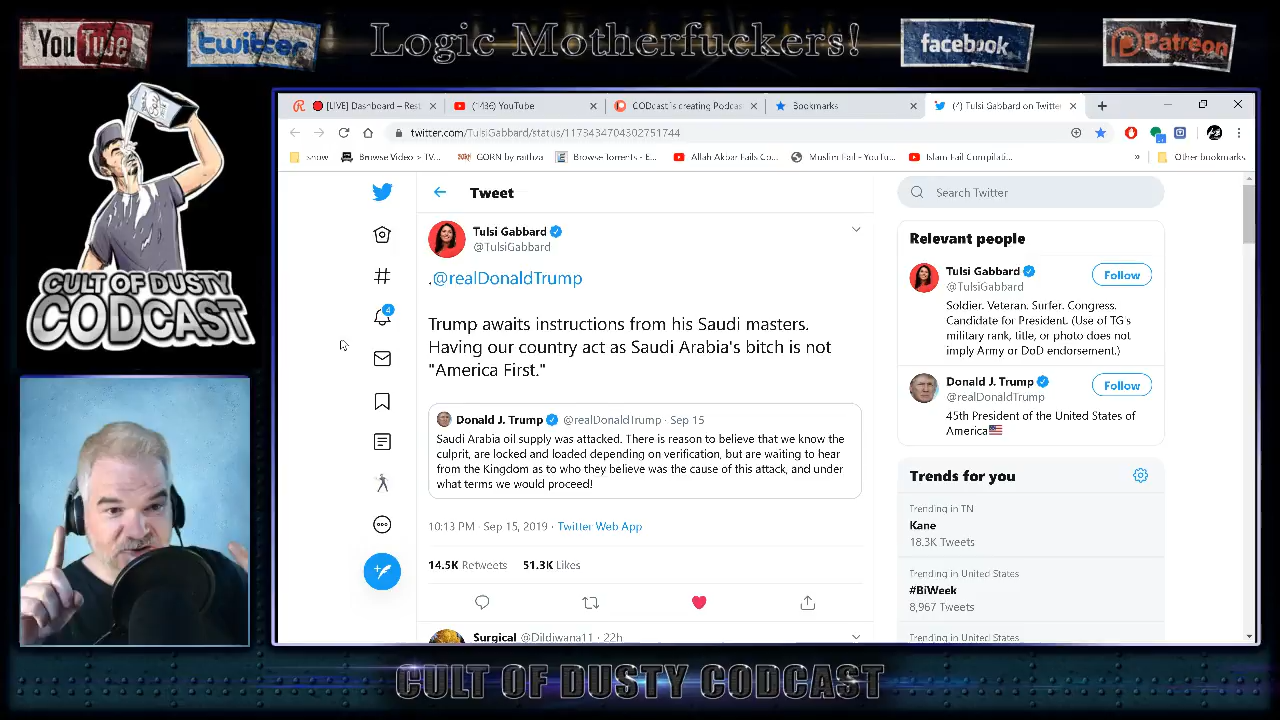 YouTube
twitter
Logic Motherfuckers!
facebook
Patreon
[LIVE] Dashboard – Rest
(1436) YouTube
CODcast is creating Podca
Bookmarks
(4) Tulsi Gabbard on Twitte
twitter.com/TulsiGabbard/status/1173434704302751744
snow
Browse Video > TV...
GORN by raithza
Browse Torrents - E...
Allah Akbar Fails Co...
Muslim Fail - YouTu...
Islam Fail Compilati...
»
Other bookmarks
Tweet
Search Twitter
Tulsi Gabbard
@TulsiGabbard
.@realDonaldTrump
Trump awaits instructions from his Saudi masters.
Having our country act as Saudi Arabia's bitch is not
"America First."
Donald J. Trump @realDonaldTrump · Sep 15
Saudi Arabia oil supply was attacked. There is reason to believe that we know the
culprit, are locked and loaded depending on verification, but are waiting to hear
from the Kingdom as to who they believe was the cause of this attack, and under
what terms we would proceed!
10:13 PM · Sep 15, 2019 · Twitter Web App
14.5K Retweets 51.3K Likes
Surgical @Dildiwana11 · 22h
4
Relevant people
Tulsi Gabbard
@TulsiGabbard
Follow
Soldier. Veteran. Surfer. Congress.
Candidate for President. (Use of TG's
military rank, title, or photo does not
imply Army or DoD endorsement.)
Donald J. Trump
@realDonaldTrump
Follow
45th President of the United States of
America
Trends for you
Trending in TN
Kane
18.3K Tweets
Trending in United States
#BiWeek
8,967 Tweets
Trending in United States
CULT OF DUSTY
CODCAST
CULT OF DUSTY CODCAST